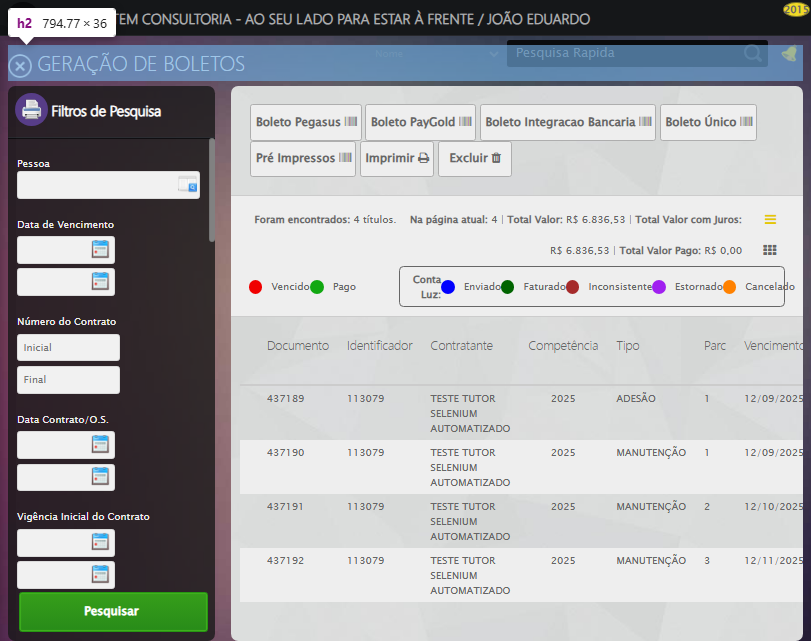 h2 794.77 × 36
TEM CONSULTORIA - AO SEU LADO PARA ESTAR À FRENTE / JOÃO EDUARDO
2015
GERAÇÃO DE BOLETOS
Nome
Pesquisa Rapida
Filtros de Pesquisa
Pessoa
Data de Vencimento
Número do Contrato
Inicial
Final
Data Contrato/O.S.
Vigência Inicial do Contrato
Pesquisar
Boleto Pegasus Boleto PayGold Boleto Integracao Bancaria Boleto Único
Pré Impressos Imprimir Excluir
Foram encontrados: 4 títulos. Na página atual: 4 | Total Valor: R$ 6.836,53 | Total Valor com Juros:
R$ 6.836,53 | Total Valor Pago: R$ 0,00
Vencido Pago
Conta Luz: Enviado Faturado Inconsistente Estornado Cancelado
Documento Identificador Contratante Competência Tipo Parc Vencimento
437189 113079 TESTE TUTOR SELENIUM AUTOMATIZADO 2025 ADESÃO 1 12/09/2025
437190 113079 TESTE TUTOR SELENIUM AUTOMATIZADO 2025 MANUTENÇÃO 1 12/09/2025
437191 113079 TESTE TUTOR SELENIUM AUTOMATIZADO 2025 MANUTENÇÃO 2 12/10/2025
437192 113079 TESTE TUTOR SELENIUM AUTOMATIZADO 2025 MANUTENÇÃO 3 12/11/2025